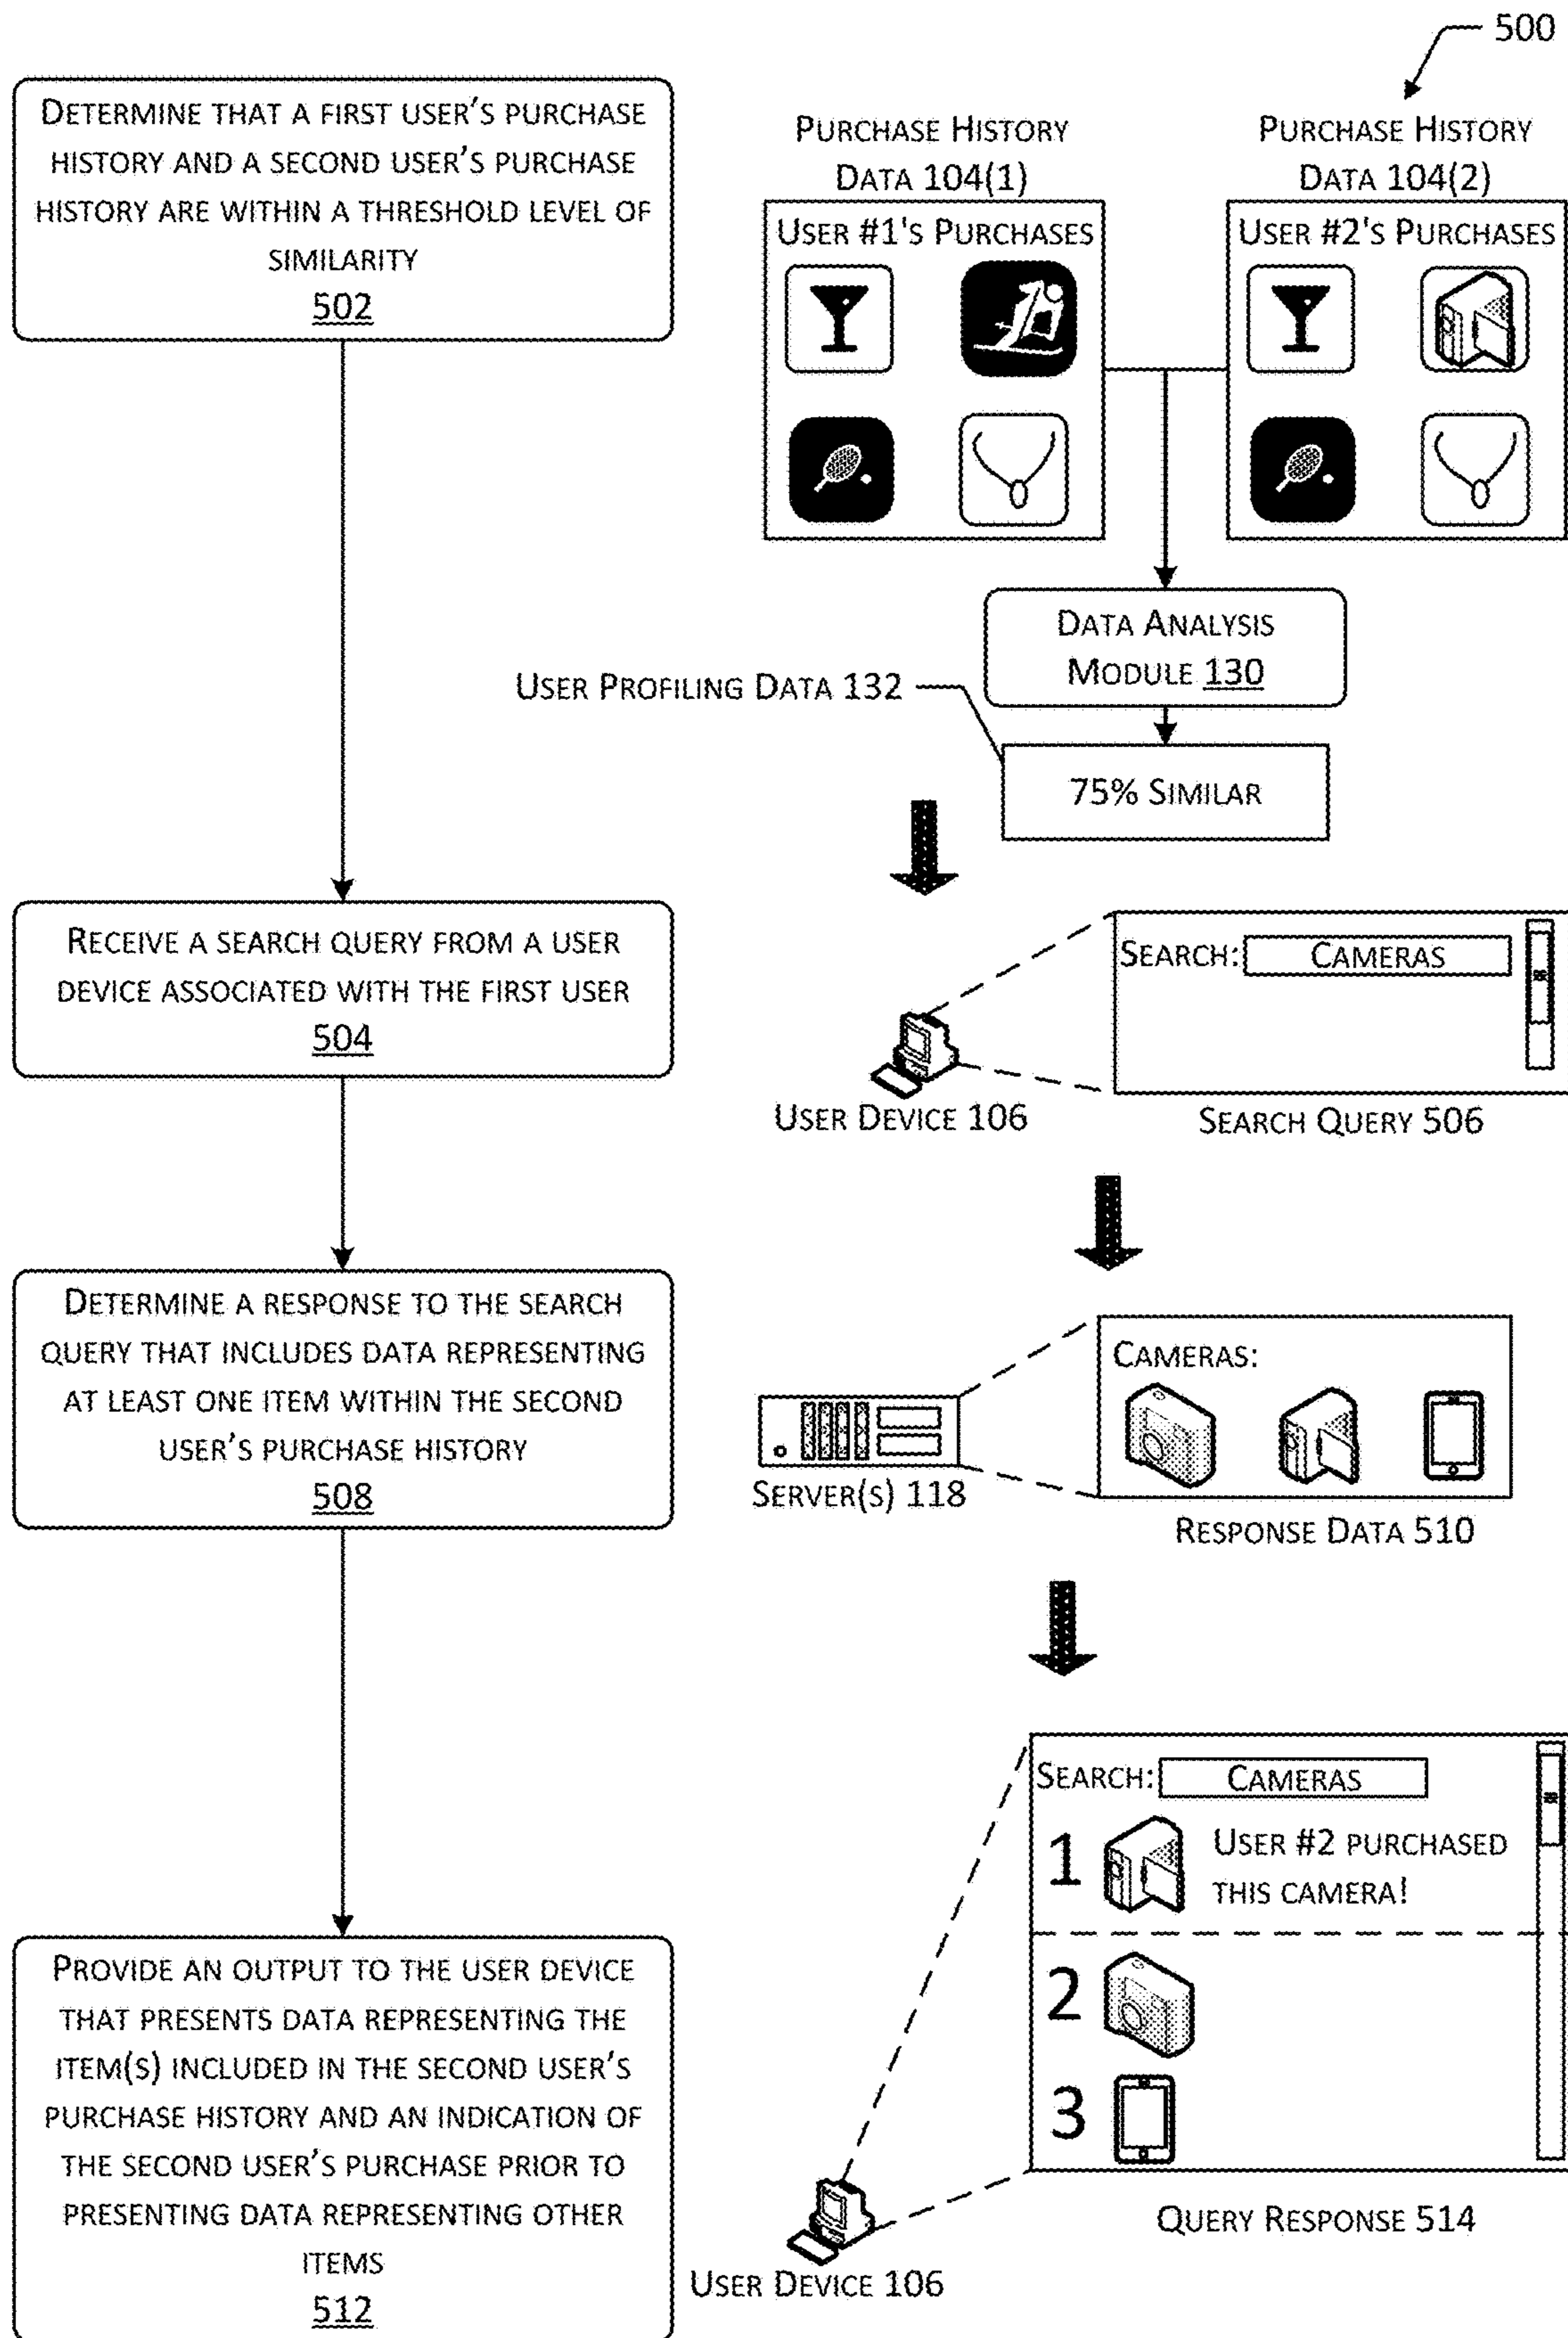 500
DETERMINE THAT A FIRST USER'S PURCHASE
HISTORY AND A SECOND USER'S PURCHASE
HISTORY ARE WITHIN A THRESHOLD LEVEL OF
SIMILARITY
502
PURCHASE HISTORY
DATA 104(1)
USER #1'S PURCHASES
PURCHASE HISTORY
DATA 104(2)
USER #2'S PURCHASES
DATA ANALYSIS
MODULE 130
USER PROFILING DATA 132
75% SIMILAR
RECEIVE A SEARCH QUERY FROM A USER
DEVICE ASSOCIATED WITH THE FIRST USER
504
SEARCH: CAMERAS
USER DEVICE 106
SEARCH QUERY 506
DETERMINE A RESPONSE TO THE SEARCH
QUERY THAT INCLUDES DATA REPRESENTING
AT LEAST ONE ITEM WITHIN THE SECOND
USER'S PURCHASE HISTORY
508
CAMERAS:
SERVER(S) 118
RESPONSE DATA 510
PROVIDE AN OUTPUT TO THE USER DEVICE
THAT PRESENTS DATA REPRESENTING THE
ITEM(S) INCLUDED IN THE SECOND USER'S
PURCHASE HISTORY AND AN INDICATION OF
THE SECOND USER'S PURCHASE PRIOR TO
PRESENTING DATA REPRESENTING OTHER
ITEMS
512
SEARCH: CAMERAS
1 USER #2 PURCHASED
THIS CAMERA!
2
3
QUERY RESPONSE 514
USER DEVICE 106